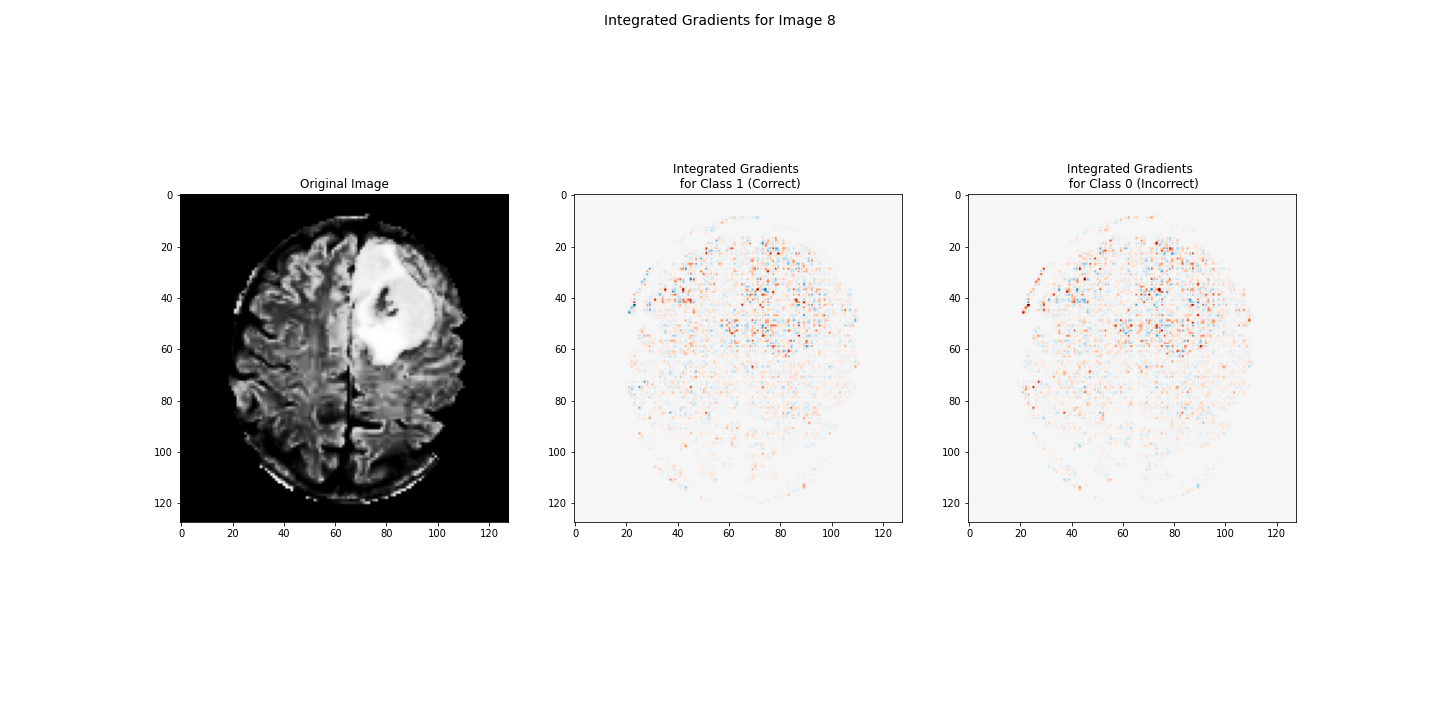 Integrated Gradients for Image 8
Original Image
0
20
40
60
80
100
120
0 20 40 60 80 100 120
Integrated Gradients
for Class 1 (Correct)
0
20
40
60
80
100
120
0 20 40 60 80 100 120
Integrated Gradients
for Class 0 (Incorrect)
0
20
40
60
80
100
120
0 20 40 60 80 100 120